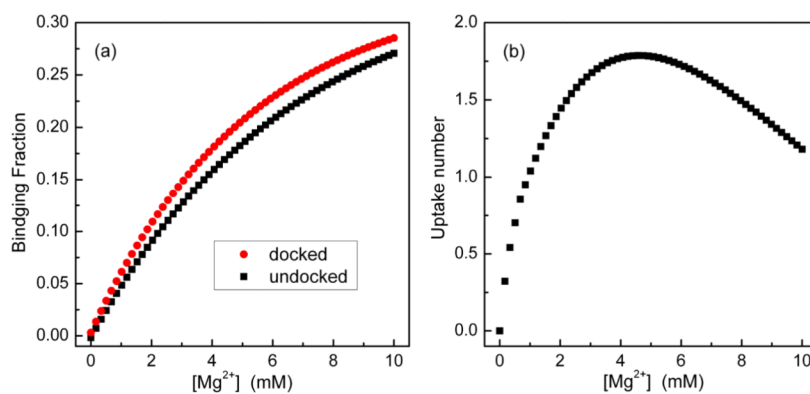 (a)
Bindging Fraction
0.30
0.25
0.20
0.15
0.10
0.05
0.00
docked
undocked
0 2 4 6 8 10
[Mg²⁺] (mM)
(b)
Uptake number
2.0
1.5
1.0
0.5
0.0
0 2 4 6 8 10
[Mg²⁺] (mM)